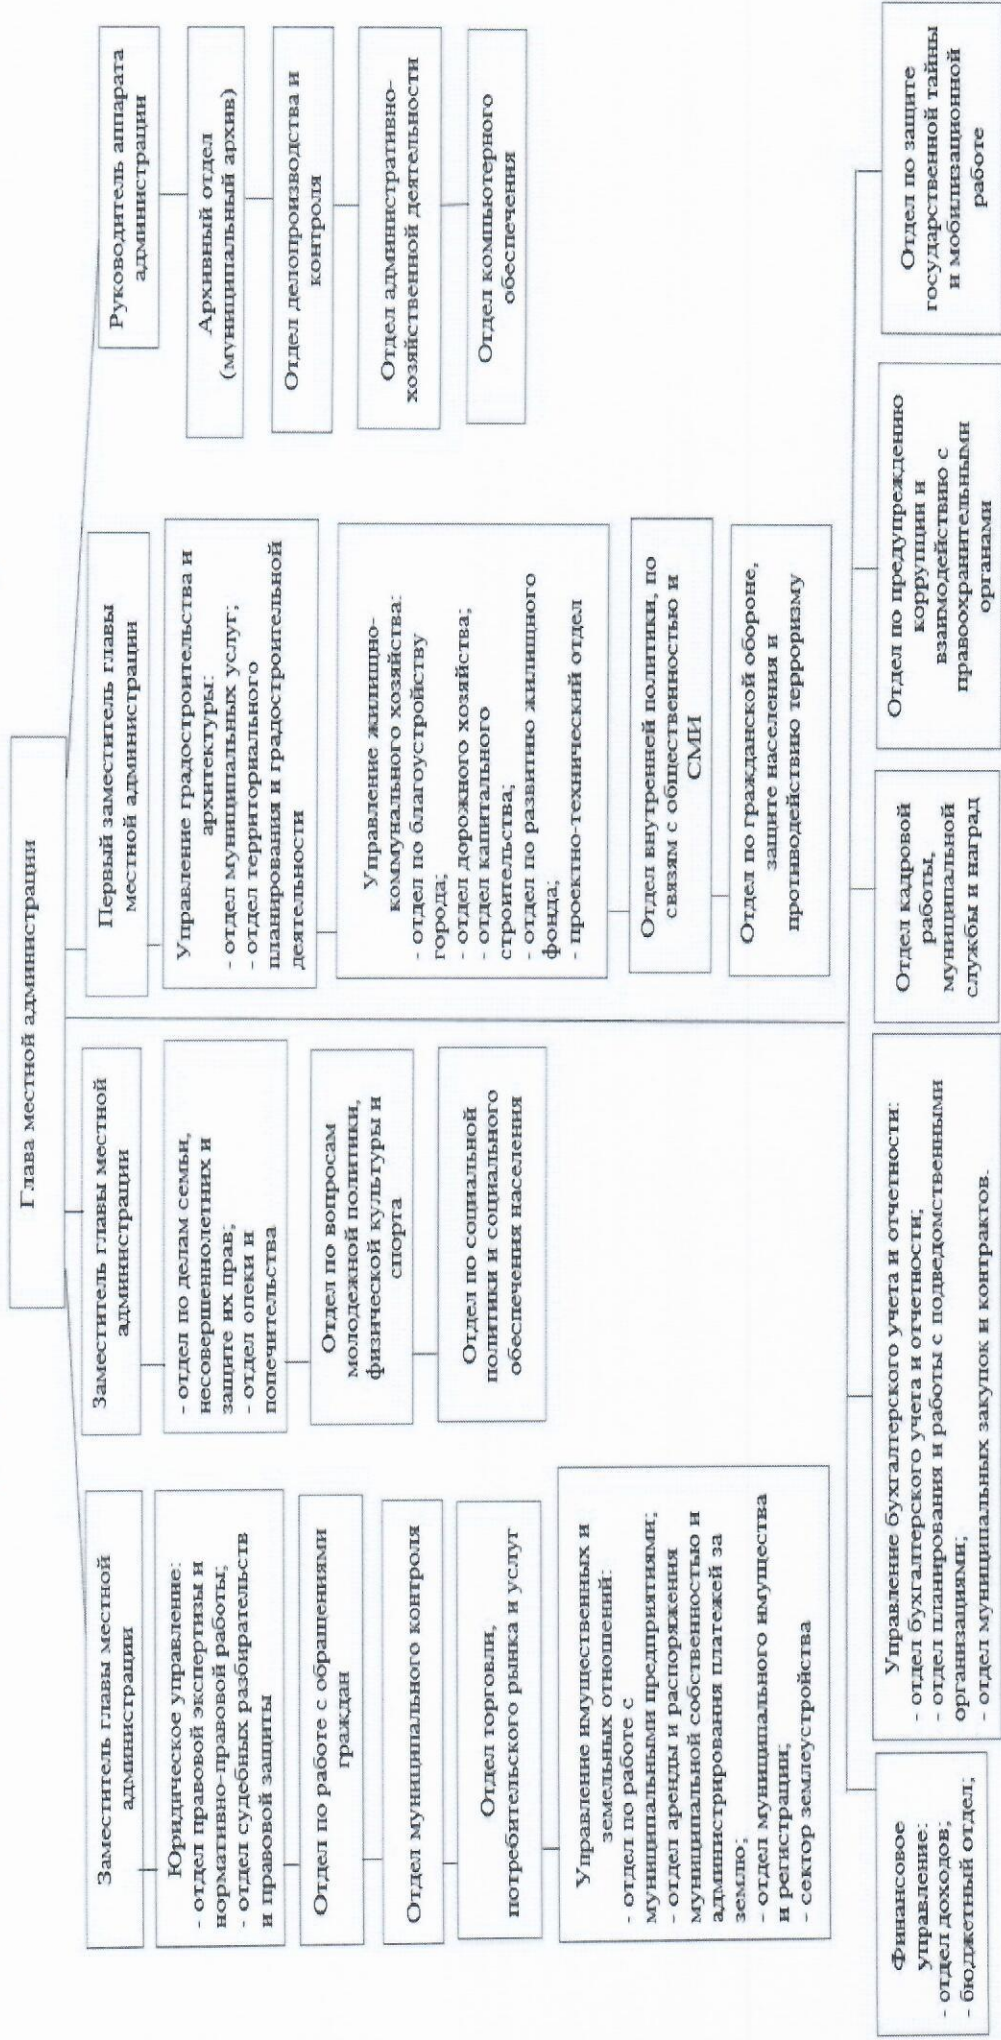 Глава местной администрации
Заместитель главы местной
администрации
Юридическое управление:
- отдел правовой экспертизы и
нормативно-правовой работы;
- отдел судебных разбирательств
и правовой защиты
Отдел по работе с обращениями
граждан
Отдел муниципального контроля
Отдел торговли,
потребительского рынка и услуг
Управление имущественных и
земельных отношений:
- отдел по работе с
муниципальными предприятиями;
- отдел аренды и распоряжения
муниципальной собственностью и
администрирования платежей за
землю;
- отдел муниципального имущества
и регистрации;
- сектор землеустройства
Заместитель главы местной
администрации
- отдел по делам семьи,
несовершеннолетних и
защите их прав;
- отдел опеки и
попечительства
Отдел по вопросам
молодежной политики,
физической культуры и
спорта
Отдел по социальной
политики и социального
обеспечения населения
Первый заместитель главы
местной администрации
Управление градостроительства и
архитектуры:
- отдел муниципальных услуг;
- отдел территориального
планирования и градостроительной
деятельности
Управление жилищно-
коммунального хозяйства:
- отдел по благоустройству
города;
- отдел дорожного хозяйства;
- отдел капитального
строительства;
- отдел по развитию жилищного
фонда;
- проектно-технический отдел
Отдел внутренней политики, по
связям с общественностью и
СМИ
Отдел по гражданской обороне,
защите населения и
противодействию терроризму
Руководитель аппарата
администрации
Архивный отдел
(муниципальный архив)
Отдел делопроизводства и
контроля
Отдел административно-
хозяйственной деятельности
Отдел компьютерного
обеспечения
Финансовое
управление:
- отдел доходов;
- бюджетный отдел;
Управление бухгалтерского учета и отчетности:
- отдел бухгалтерского учета и отчетности;
- отдел планирования и работы с подведомственными
организациями;
- отдел муниципальных закупок и контрактов.
Отдел кадровой
работы,
муниципальной
службы и наград
Отдел по предупреждению
коррупции и
взаимодействию с
правоохранительными
органами
Отдел по защите
государственной тайны
и мобилизационной
работе